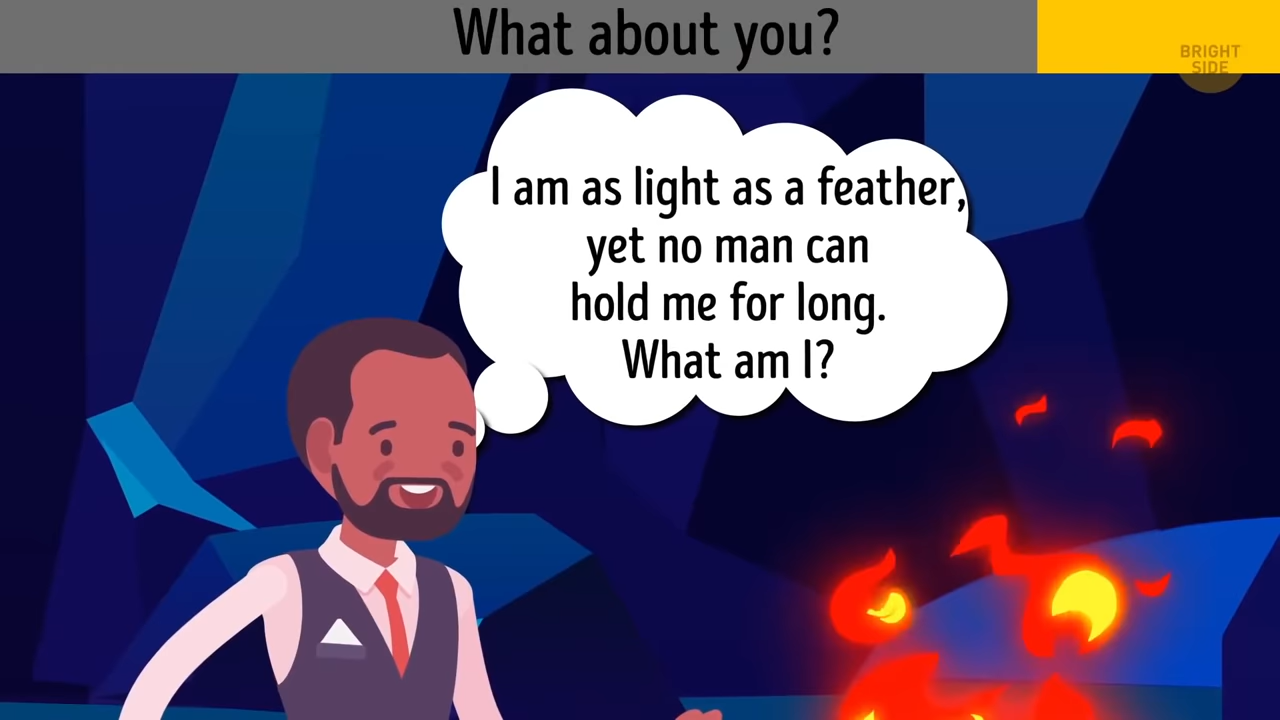 What about you?
BRIGHT
SIDE
I am as light as a feather,
yet no man can
hold me for long.
What am I?